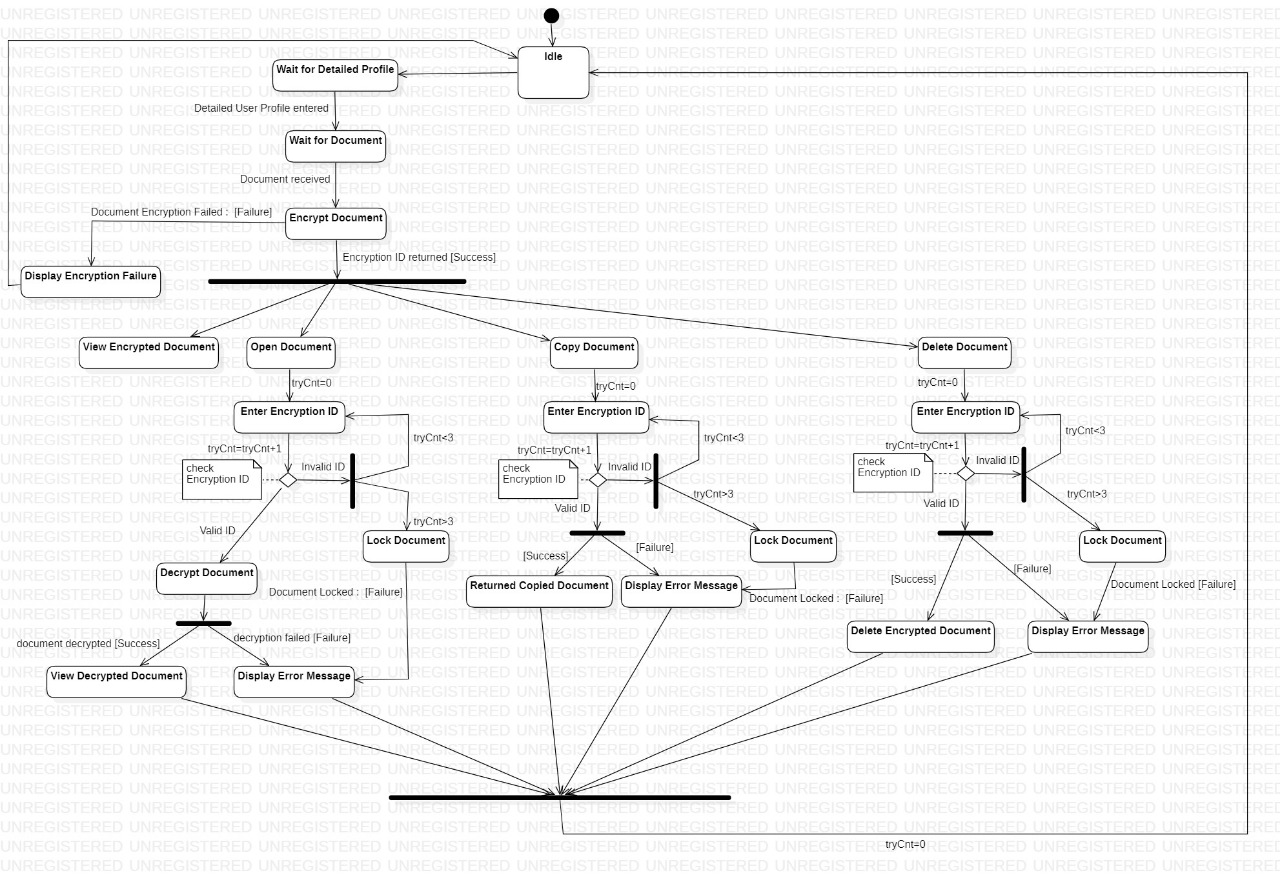 Idle
Wait for Detailed Profile
Detailed User Profile entered
Wait for Document
Document received
Encrypt Document
Document Encryption Failed :  [Failure]
Encryption ID returned [Success]
Display Encryption Failure
View Encrypted Document
Open Document
Copy Document
Delete Document
tryCnt=0
tryCnt=0
tryCnt=0
Enter Encryption ID
Enter Encryption ID
Enter Encryption ID
tryCnt<3
tryCnt<3
tryCnt<3
tryCnt=tryCnt+1
tryCnt=tryCnt+1
tryCnt=tryCnt+1
check
Encryption ID
Invalid ID
check
Encryption ID
Invalid ID
check
Encryption ID
Invalid ID
tryCnt>3
tryCnt>3
tryCnt>3
Valid ID
Valid ID
Valid ID
Lock Document
Lock Document
Lock Document
[Success]
[Failure]
[Success]
[Failure]
Decrypt Document
Returned Copied Document
Display Error Message
Document Locked :  [Failure]
Document Locked :  [Failure]
Document Locked [Failure]
document decrypted [Success]
decryption failed [Failure]
Delete Encrypted Document
Display Error Message
View Decrypted Document
Display Error Message
tryCnt=0
UNREGISTERED